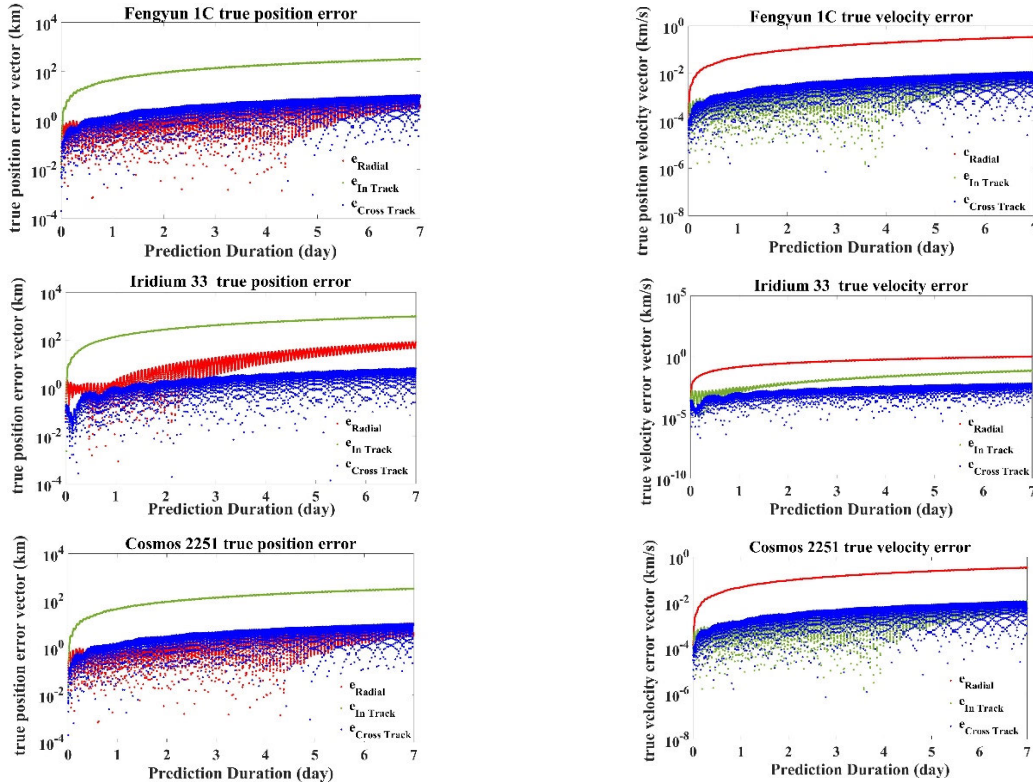 Fengyun 1C true position error
true position error vector (km)
10^4
10^2
10^0
10^-2
10^-4
0 1 2 3 4 5 6 7
Prediction Duration (day)
e_Radial
e_In Track
e_Cross Track
Fengyun 1C true velocity error
true position velocity vector (km/s)
10^0
10^-2
10^-4
10^-6
10^-8
0 1 2 3 4 5 6 7
Prediction Duration (day)
e_Radial
e_In Track
e_Cross Track
Iridium 33 true position error
true position error vector (km)
10^4
10^2
10^0
10^-2
10^-4
0 1 2 3 4 5 6 7
Prediction Duration (day)
e_Radial
e_In Track
e_Cross Track
Iridium 33 true velocity error
true velocity error vector (km/s)
10^5
10^0
10^-5
10^-10
0 1 2 3 4 5 6 7
Prediction Duration (day)
e_Radial
e_In Track
e_Cross Track
Cosmos 2251 true position error
true position error vector (km)
10^4
10^2
10^0
10^-2
10^-4
0 1 2 3 4 5 6 7
Prediction Duration (day)
e_Radial
e_In Track
e_Cross Track
Cosmos 2251 true velocity error
true velocity error vector (km/s)
10^0
10^-2
10^-4
10^-6
10^-8
0 1 2 3 4 5 6 7
Prediction Duration (day)
e_Radial
e_In Track
e_Cross Track